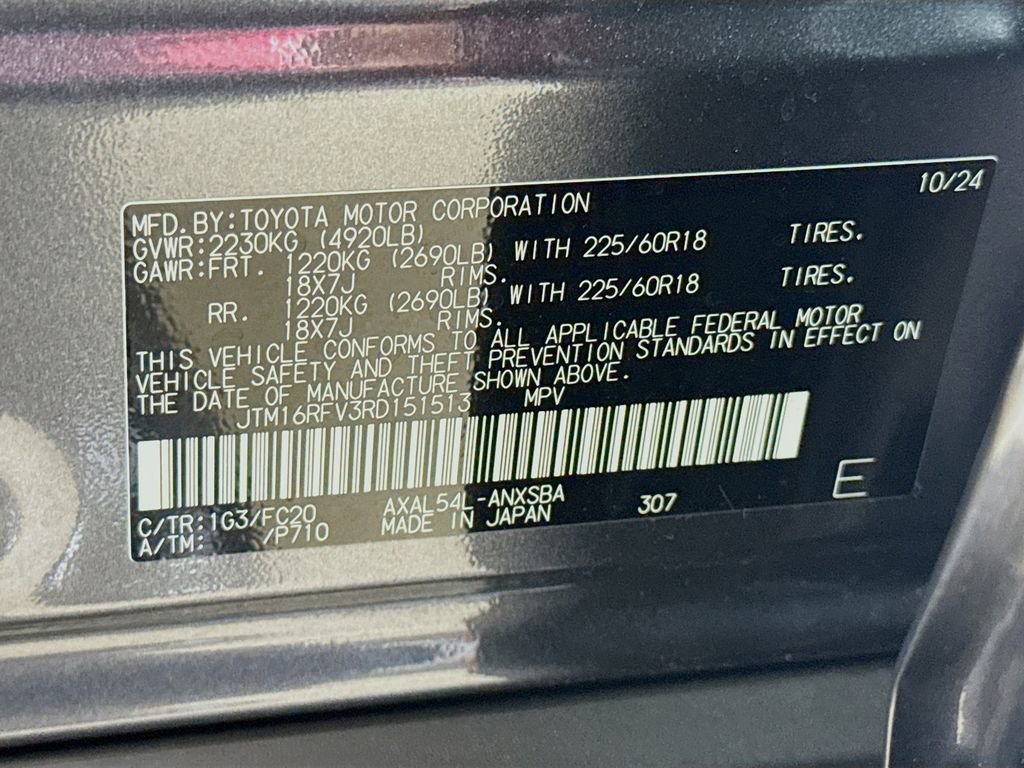 10/24
MFD.BY:TOYOTA MOTOR CORPORATION
GVWR:2230KG (4920LB)
GAWR:FRT. 1220KG (2690LB) WITH 225/60R18 TIRES.
18X7J RIMS.
RR. 1220KG (2690LB) WITH 225/60R18 TIRES.
18X7J RIMS.
THIS VEHICLE CONFORMS TO ALL APPLICABLE FEDERAL MOTOR
VEHICLE SAFETY AND THEFT PREVENTION STANDARDS IN EFFECT ON
THE DATE OF MANUFACTURE SHOWN ABOVE.
JTM16RFV3RD151513 MPV
C/TR:1G3/FC20 AXAL54L-ANXSBA 307 E
A/TM: /P710 MADE IN JAPAN